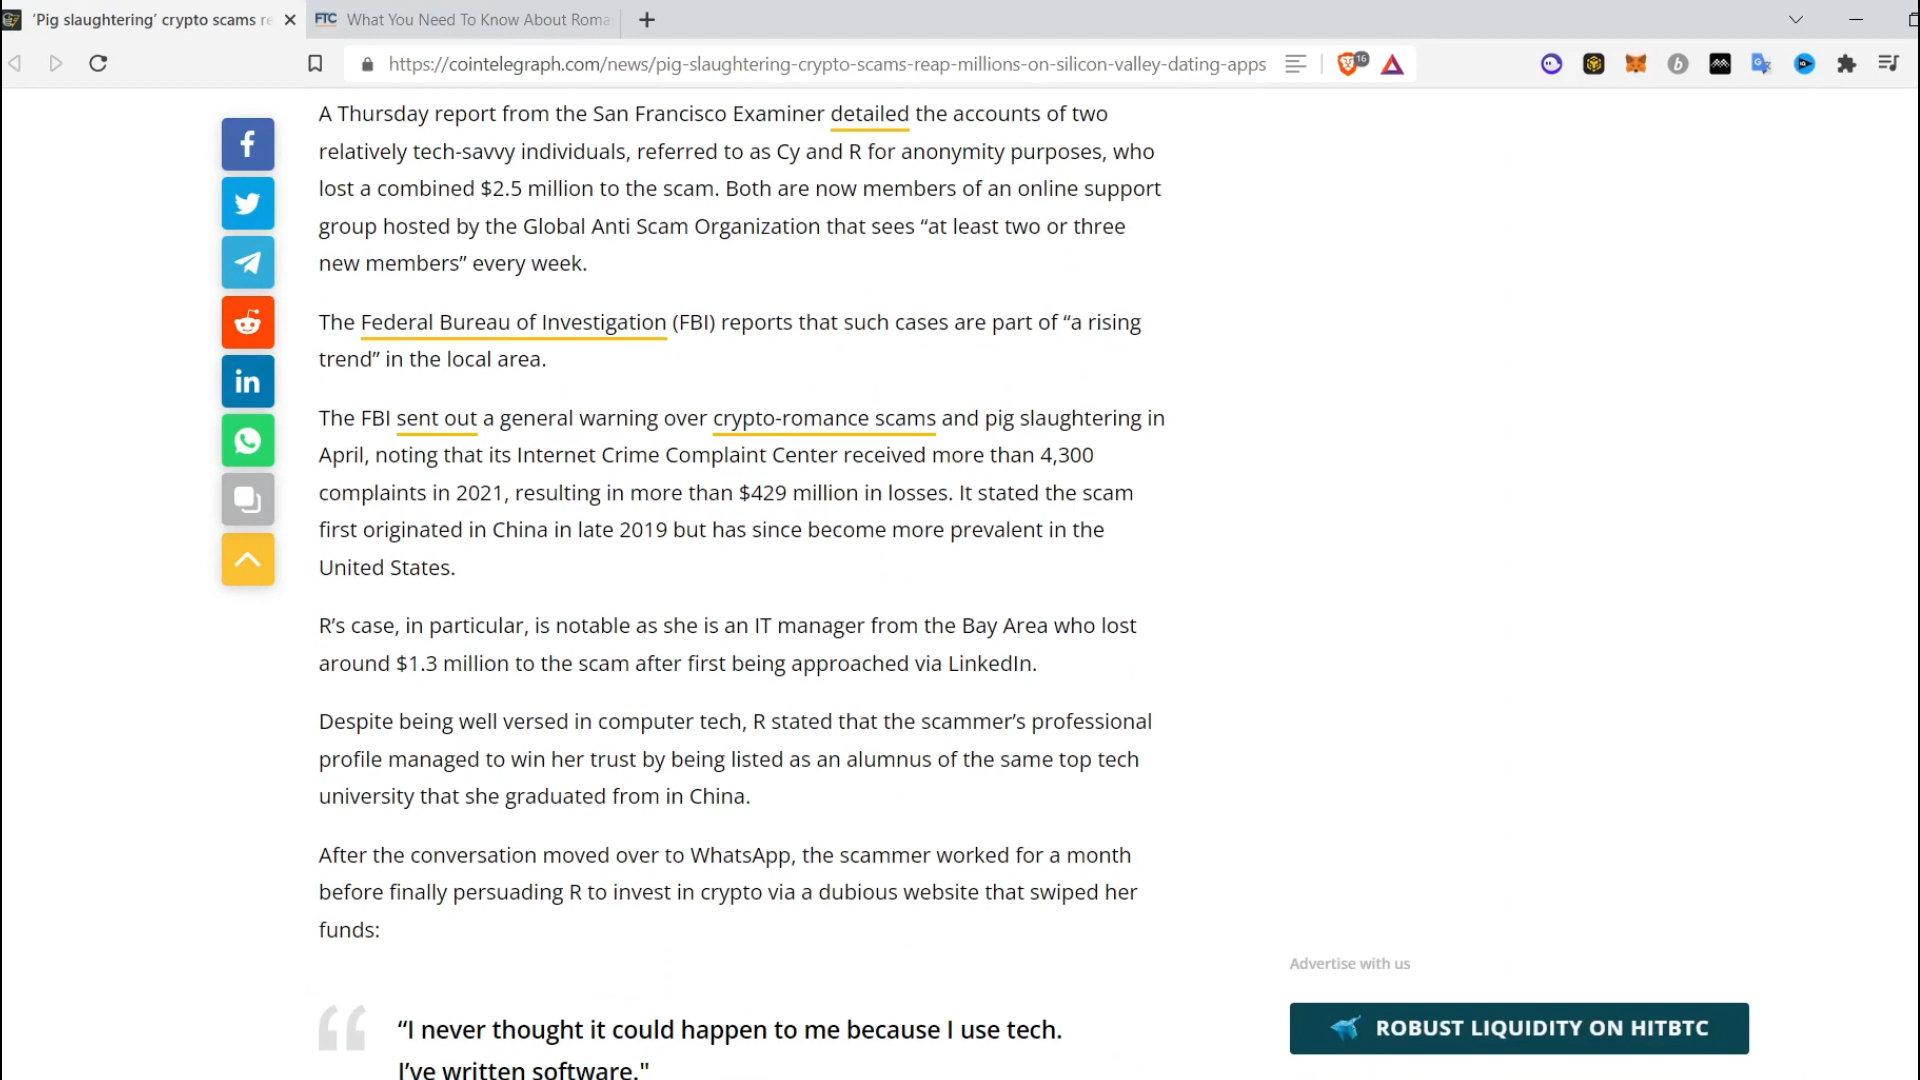 'Pig slaughtering' crypto scams re
FTC What You Need To Know About Roma
https://cointelegraph.com/news/pig-slaughtering-crypto-scams-reap-millions-on-silicon-valley-dating-apps
16
A Thursday report from the San Francisco Examiner detailed the accounts of two
relatively tech-savvy individuals, referred to as Cy and R for anonymity purposes, who
lost a combined $2.5 million to the scam. Both are now members of an online support
group hosted by the Global Anti Scam Organization that sees “at least two or three
new members” every week.
The Federal Bureau of Investigation (FBI) reports that such cases are part of “a rising
trend” in the local area.
The FBI sent out a general warning over crypto-romance scams and pig slaughtering in
April, noting that its Internet Crime Complaint Center received more than 4,300
complaints in 2021, resulting in more than $429 million in losses. It stated the scam
first originated in China in late 2019 but has since become more prevalent in the
United States.
R’s case, in particular, is notable as she is an IT manager from the Bay Area who lost
around $1.3 million to the scam after first being approached via LinkedIn.
Despite being well versed in computer tech, R stated that the scammer’s professional
profile managed to win her trust by being listed as an alumnus of the same top tech
university that she graduated from in China.
After the conversation moved over to WhatsApp, the scammer worked for a month
before finally persuading R to invest in crypto via a dubious website that swiped her
funds:
“I never thought it could happen to me because I use tech.
I’ve written software."
Advertise with us
ROBUST LIQUIDITY ON HITBTC